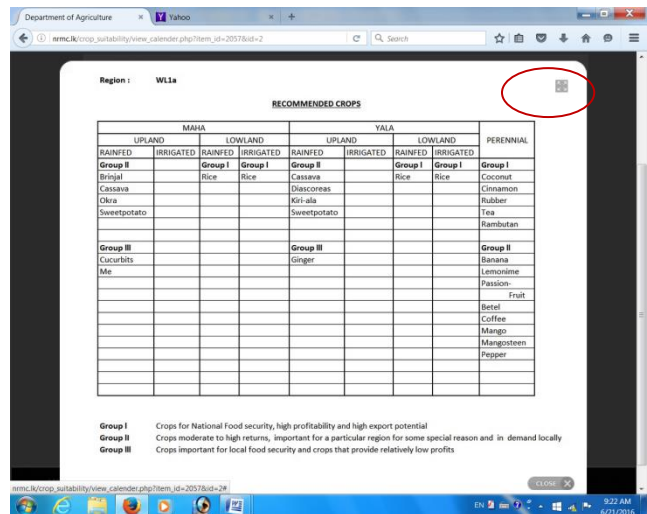 Department of Agriculture × Yahoo × +
nrmc.lk/crop_suitability/view_calender.php?item_id=2057&id=2 Search
Region : WL1a
RECOMMENDED CROPS
MAHA YALA PERENNIAL
UPLAND LOWLAND UPLAND LOWLAND
RAINFED IRRIGATED RAINFED IRRIGATED RAINFED IRRIGATED RAINFED IRRIGATED
Group II Group I Group I Group II Group I Group I Group I
Brinjal Rice Rice Cassava Rice Rice Coconut
Cassava Diascoreas Cinnamon
Okra Kiri-ala Rubber
Sweetpotato Sweetpotato Tea
Rambutan
Group III Group III Group II
Cucurbits Ginger Banana
Me Lemonime
Passion-
Fruit
Betel
Coffee
Mango
Mangosteen
Pepper
Group I Crops for National Food security, high profitability and high export potential
Group II Crops moderate to high returns, important for a particular region for some special reason and in demand locally
Group III Crops important for local food security and crops that provide relatively low profits
CLOSE X
nrmc.lk/crop_suitability/view_calender.php?item_id=2057&id=2#
EN 9:22 AM
6/21/2016